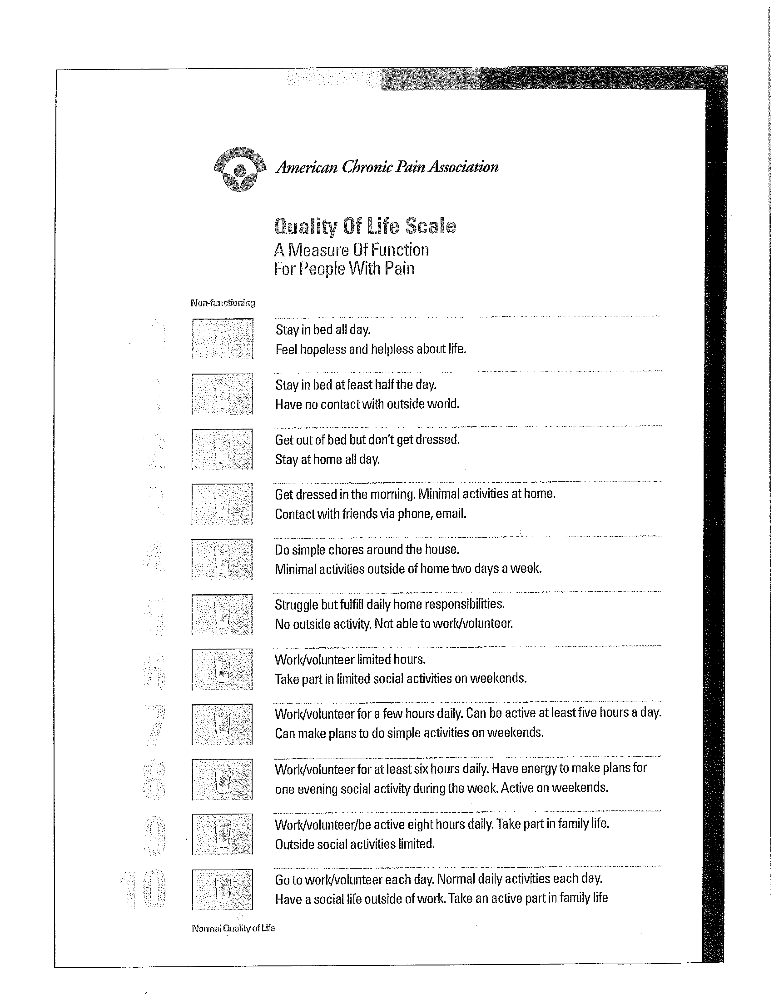 American Chronic Pain Association
Quality Of Life Scale
A Measure Of Function
For People With Pain
Non-functioning
0
Stay in bed all day.
Feel hopeless and helpless about life.
1
Stay in bed at least half the day.
Have no contact with outside world.
2
Get out of bed but don't get dressed.
Stay at home all day.
3
Get dressed in the morning. Minimal activities at home.
Contact with friends via phone, email.
4
Do simple chores around the house.
Minimal activities outside of home two days a week.
5
Struggle but fulfill daily home responsibilities.
No outside activity. Not able to work/volunteer.
6
Work/volunteer limited hours.
Take part in limited social activities on weekends.
7
Work/volunteer for a few hours daily. Can be active at least five hours a day.
Can make plans to do simple activities on weekends.
8
Work/volunteer for at least six hours daily. Have energy to make plans for
one evening social activity during the week. Active on weekends.
9
Work/volunteer/be active eight hours daily. Take part in family life.
Outside social activities limited.
10
Go to work/volunteer each day. Normal daily activities each day.
Have a social life outside of work. Take an active part in family life
Normal Quality of Life